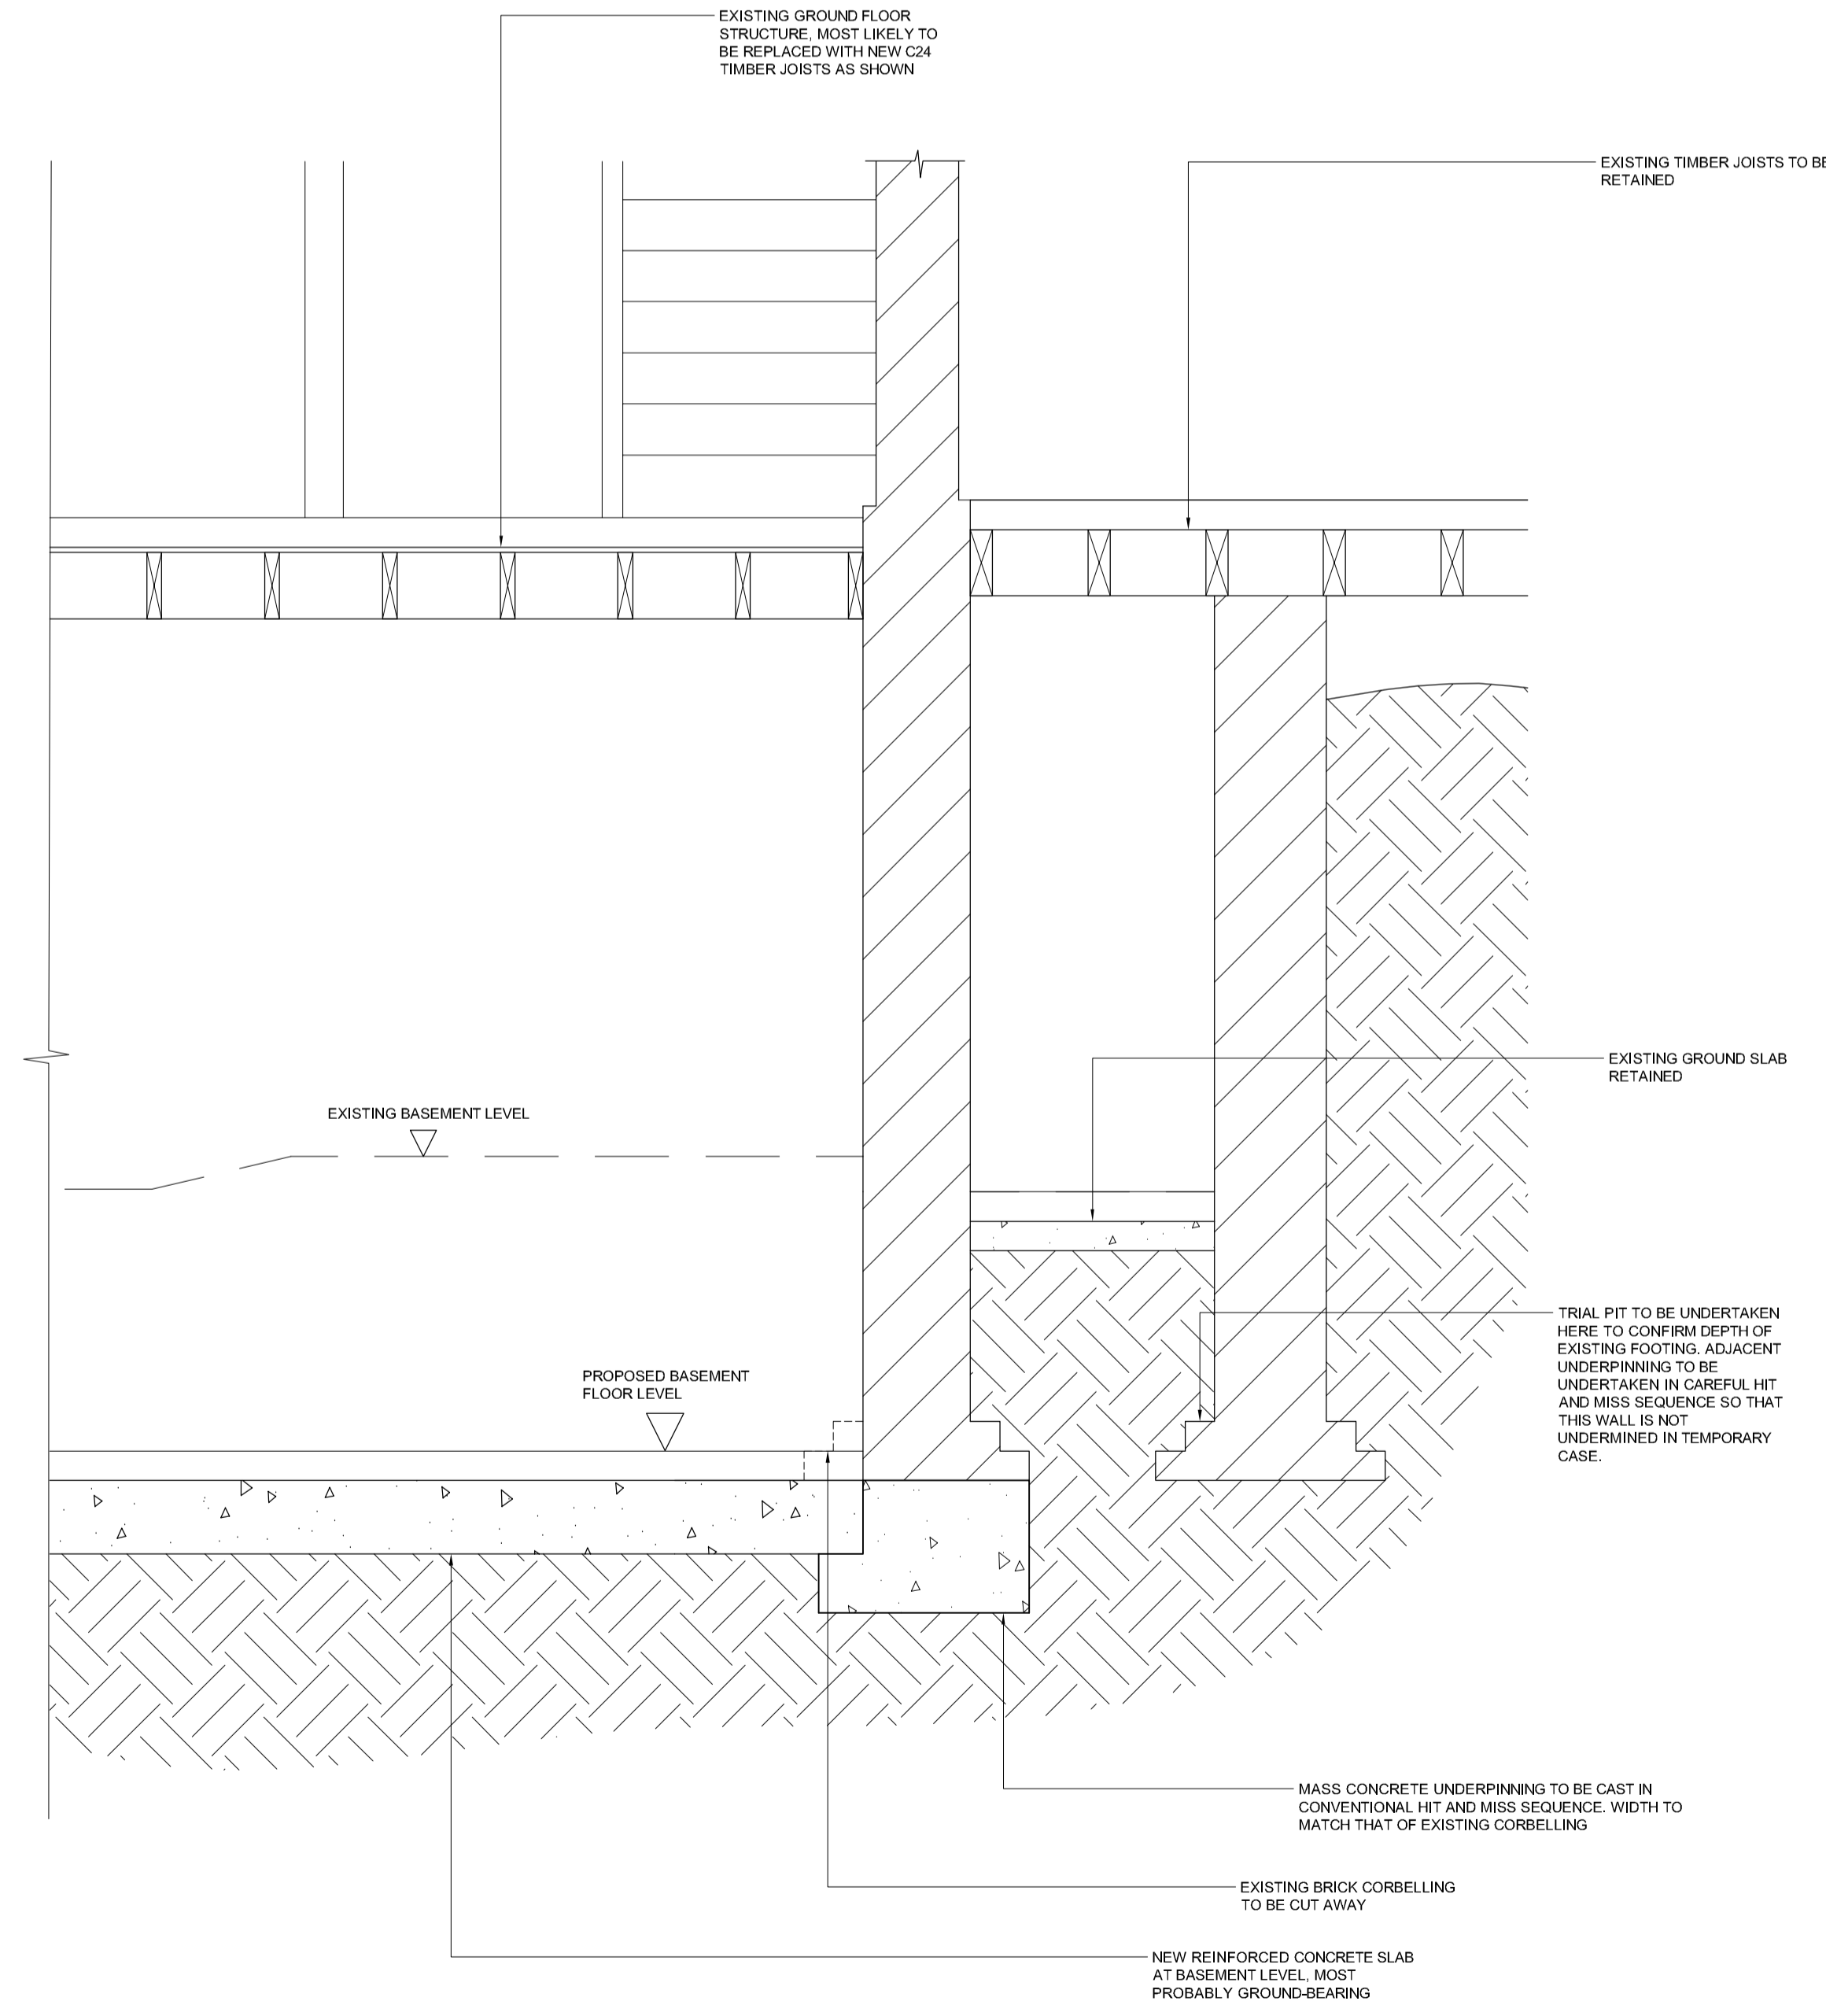 EXISTING GROUND FLOOR
STRUCTURE, MOST LIKELY TO
BE REPLACED WITH NEW C24
TIMBER JOISTS AS SHOWN
EXISTING TIMBER JOISTS TO BE
RETAINED
EXISTING GROUND SLAB
RETAINED
EXISTING BASEMENT LEVEL
TRIAL PIT TO BE UNDERTAKEN
HERE TO CONFIRM DEPTH OF
EXISTING FOOTING. ADJACENT
UNDERPINNING TO BE
UNDERTAKEN IN CAREFUL HIT
AND MISS SEQUENCE SO THAT
THIS WALL IS NOT
UNDERMINED IN TEMPORARY
CASE.
PROPOSED BASEMENT
FLOOR LEVEL
MASS CONCRETE UNDERPINNING TO BE CAST IN
CONVENTIONAL HIT AND MISS SEQUENCE. WIDTH TO
MATCH THAT OF EXISTING CORBELLING
EXISTING BRICK CORBELLING
TO BE CUT AWAY
NEW REINFORCED CONCRETE SLAB
AT BASEMENT LEVEL, MOST
PROBABLY GROUND-BEARING